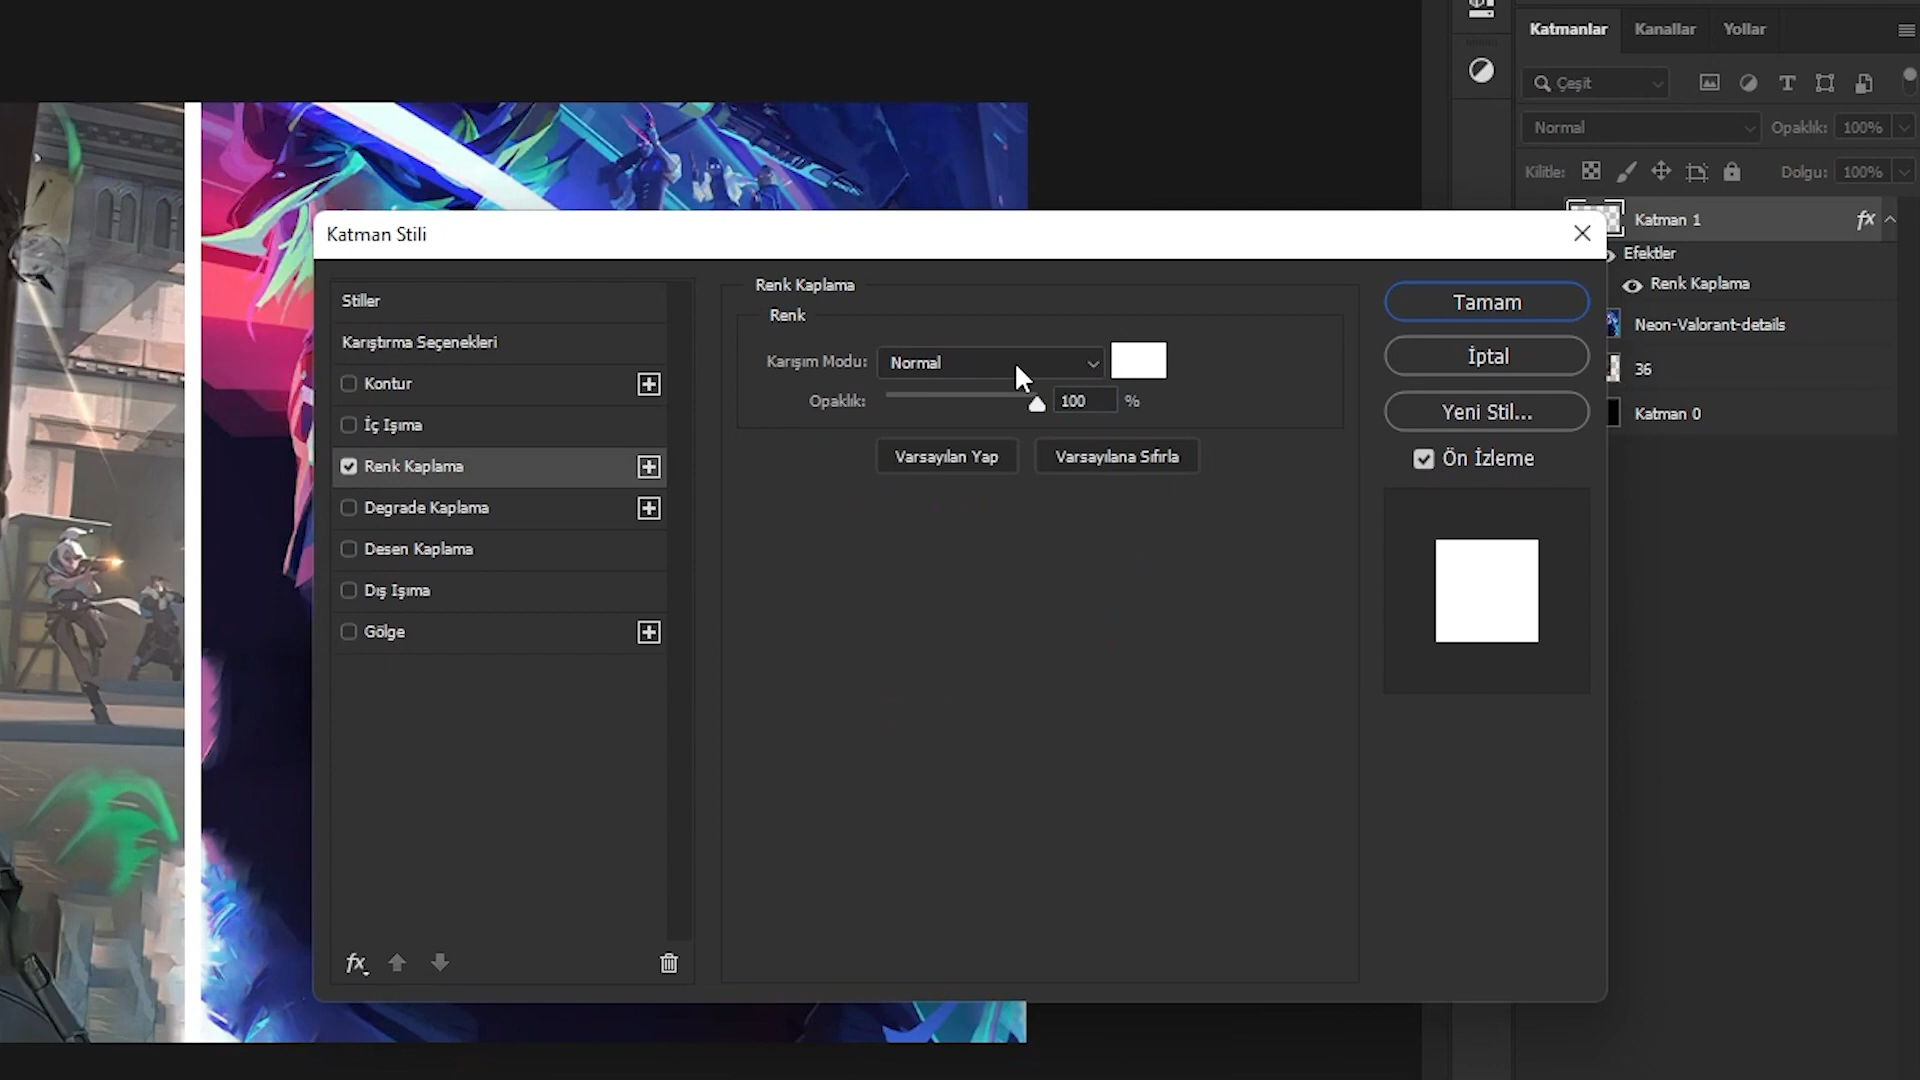 Katmanlar Kanallar Yollar
Çeşit
Normal Opaklık: 100%
Kilitle: Dolgu: 100%
Katman 1 fx
Efektler
Renk Kaplama
Neon-Valorant-details
36
Katman 0
Katman Stili
Stiller
Karıştırma Seçenekleri
Kontur
İç Işıma
Renk Kaplama
Degrade Kaplama
Desen Kaplama
Dış Işıma
Gölge
fx
Renk Kaplama
Renk
Karışım Modu: Normal
Opaklık: 100 %
Varsayılan Yap Varsayılana Sıfırla
Tamam
İptal
Yeni Stil...
Ön İzleme